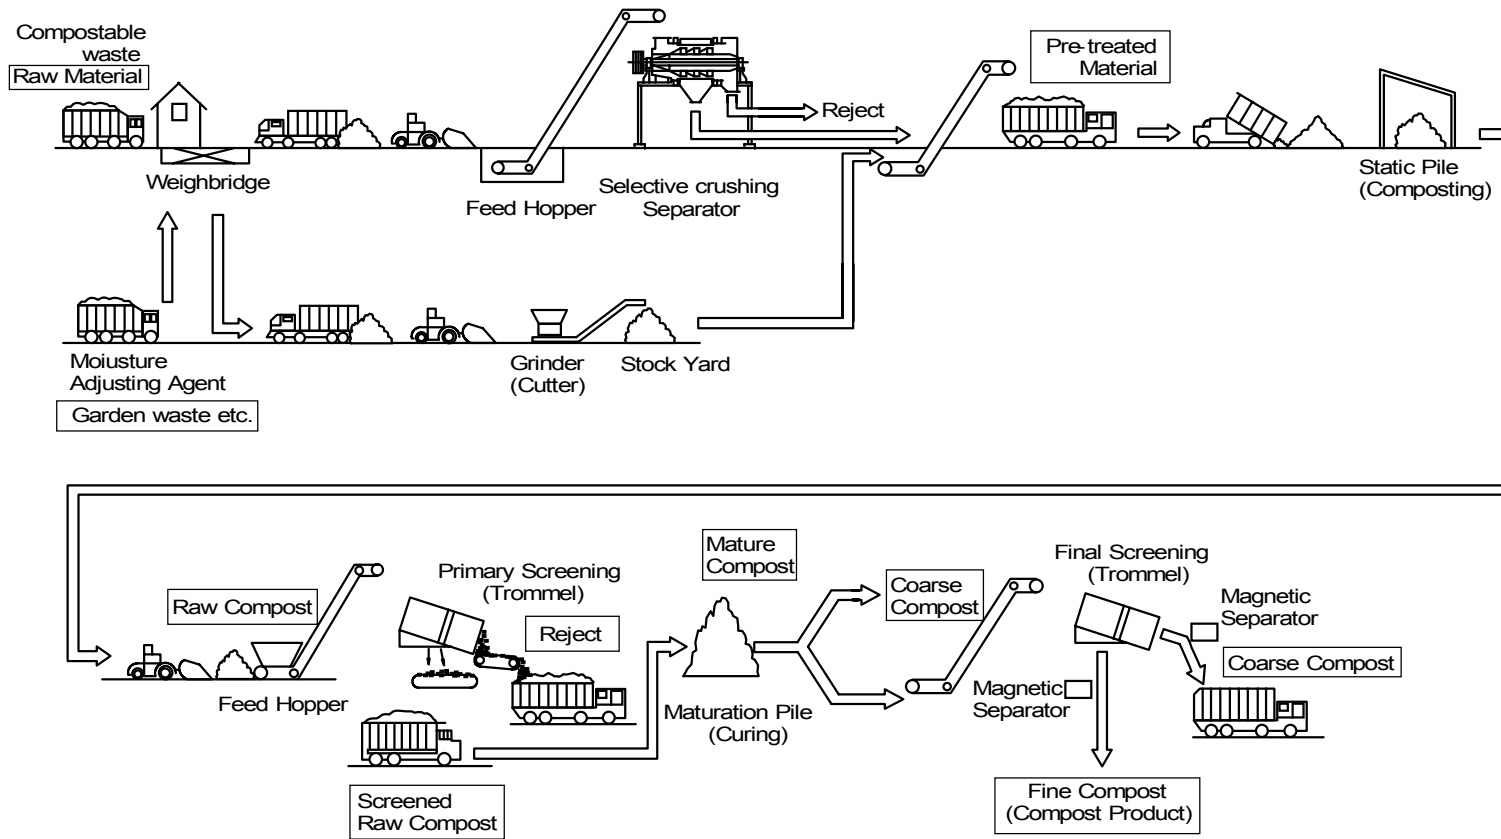 Compostable
waste
Raw Material
Weighbridge
Feed Hopper
Selective crushing
Separator
Reject
Pre-treated
Material
Static Pile
(Composting)
Moiusture
Adjusting Agent
Garden waste etc.
Grinder
(Cutter)
Stock Yard
Raw Compost
Feed Hopper
Primary Screening
(Trommel)
Reject
Screened
Raw Compost
Mature
Compost
Maturation Pile
(Curing)
Coarse
Compost
Final Screening
(Trommel)
Magnetic
Separator
Magnetic
Separator
Coarse Compost
Fine Compost
(Compost Product)